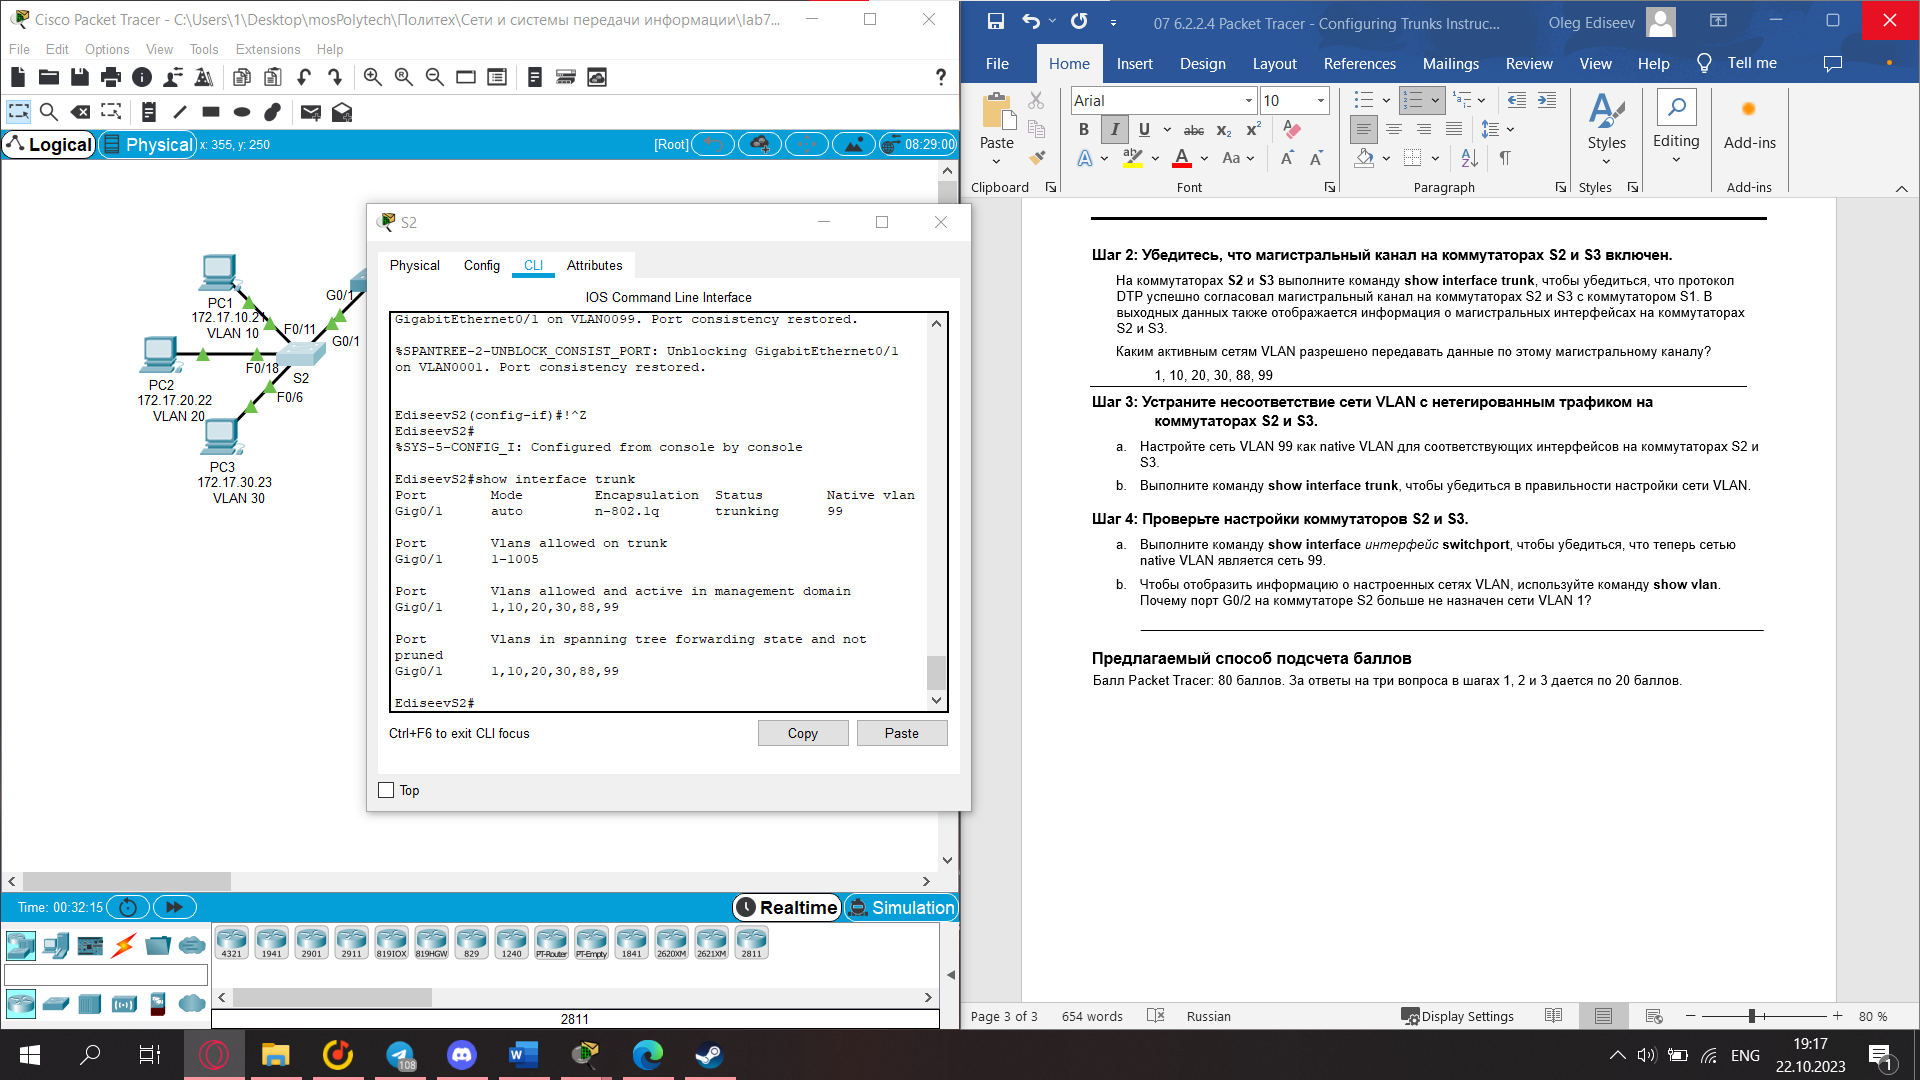 Cisco Packet Tracer - C:\Users\1\Desktop\mosPolytech\Политех\Сети и системы передачи информации\lab7...
File Edit Options View Tools Extensions Help
Logical Physical x: 355, y: 250
[Root] 08:29:00
PC1
172.17.10.21
VLAN 10
G0/1
F0/11
G0/1
F0/18
S2
PC2
172.17.20.22
VLAN 20
F0/6
PC3
172.17.30.23
VLAN 30
S2
Physical Config CLI Attributes
IOS Command Line Interface
GigabitEthernet0/1 on VLAN0099. Port consistency restored.
%SPANTREE-2-UNBLOCK_CONSIST_PORT: Unblocking GigabitEthernet0/1
on VLAN0001. Port consistency restored.
EdiseevS2(config-if)#!^Z
EdiseevS2#
%SYS-5-CONFIG_I: Configured from console by console
EdiseevS2#show interface trunk
Port Mode Encapsulation Status Native vlan
Gig0/1 auto n-802.1q trunking 99
Port Vlans allowed on trunk
Gig0/1 1-1005
Port Vlans allowed and active in management domain
Gig0/1 1,10,20,30,88,99
Port Vlans in spanning tree forwarding state and not
pruned
Gig0/1 1,10,20,30,88,99
EdiseevS2#
Ctrl+F6 to exit CLI focus
Copy Paste
Top
Time: 00:32:15
Realtime Simulation
4321 1941 2901 2911 819IOX 819HGW 829 1240 PT-Router PT-Empty 1841 2620XM 2621XM 2811
2811
07 6.2.2.4 Packet Tracer - Configuring Trunks Instruc...
Oleg Ediseev
File Home Insert Design Layout References Mailings Review View Help Tell me
Paste
Arial 10
Styles
Editing
Add-ins
Clipboard Font Paragraph Styles Add-ins
Шаг 2: Убедитесь, что магистральный канал на коммутаторах S2 и S3 включен.
На коммутаторах S2 и S3 выполните команду show interface trunk, чтобы убедиться, что протокол
DTP успешно согласовал магистральный канал на коммутаторах S2 и S3 с коммутатором S1. В
выходных данных также отображается информация о магистральных интерфейсах на коммутаторах
S2 и S3.
Каким активным сетям VLAN разрешено передавать данные по этому магистральному каналу?
1, 10, 20, 30, 88, 99
Шаг 3: Устраните несоответствие сети VLAN с нетегированным трафиком на
коммутаторах S2 и S3.
a. Настройте сеть VLAN 99 как native VLAN для соответствующих интерфейсов на коммутаторах S2 и
S3.
b. Выполните команду show interface trunk, чтобы убедиться в правильности настройки сети VLAN.
Шаг 4: Проверьте настройки коммутаторов S2 и S3.
a. Выполните команду show interface интерфейс switchport, чтобы убедиться, что теперь сетью
native VLAN является сеть 99.
b. Чтобы отобразить информацию о настроенных сетях VLAN, используйте команду show vlan.
Почему порт G0/2 на коммутаторе S2 больше не назначен сети VLAN 1?
Предлагаемый способ подсчета баллов
Балл Packet Tracer: 80 баллов. За ответы на три вопроса в шагах 1, 2 и 3 дается по 20 баллов.
Page 3 of 3 654 words Russian Display Settings 80 %
108
ENG
19:17
22.10.2023
1